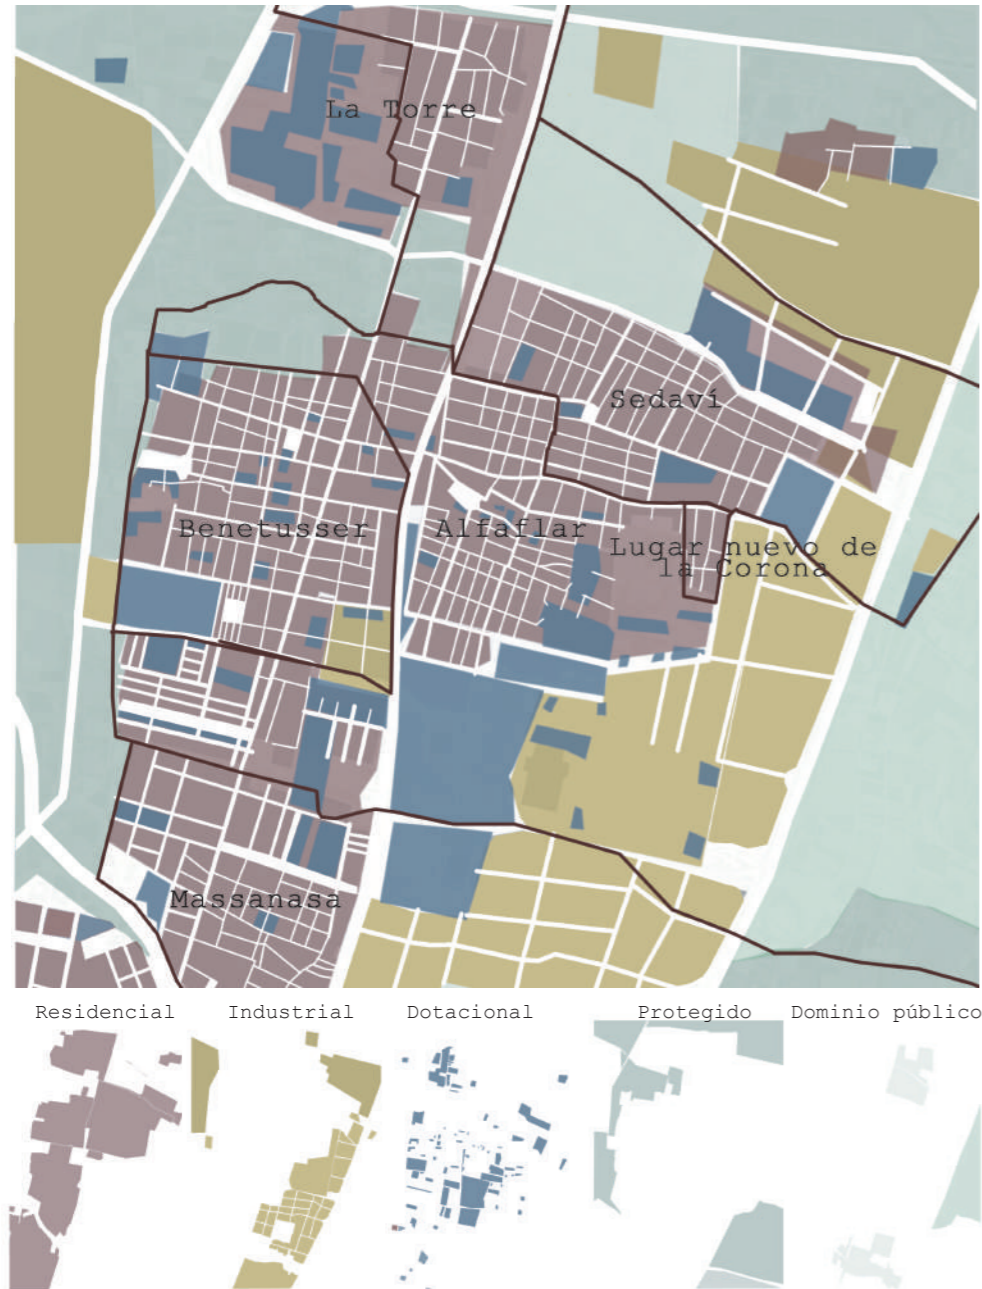 La Torre
Sedaví
Benetusser
Alfaflar
Lugar nuevo de
la Corona
Massanasa
Residencial
Industrial
Dotacional
Protegido
Dominio público